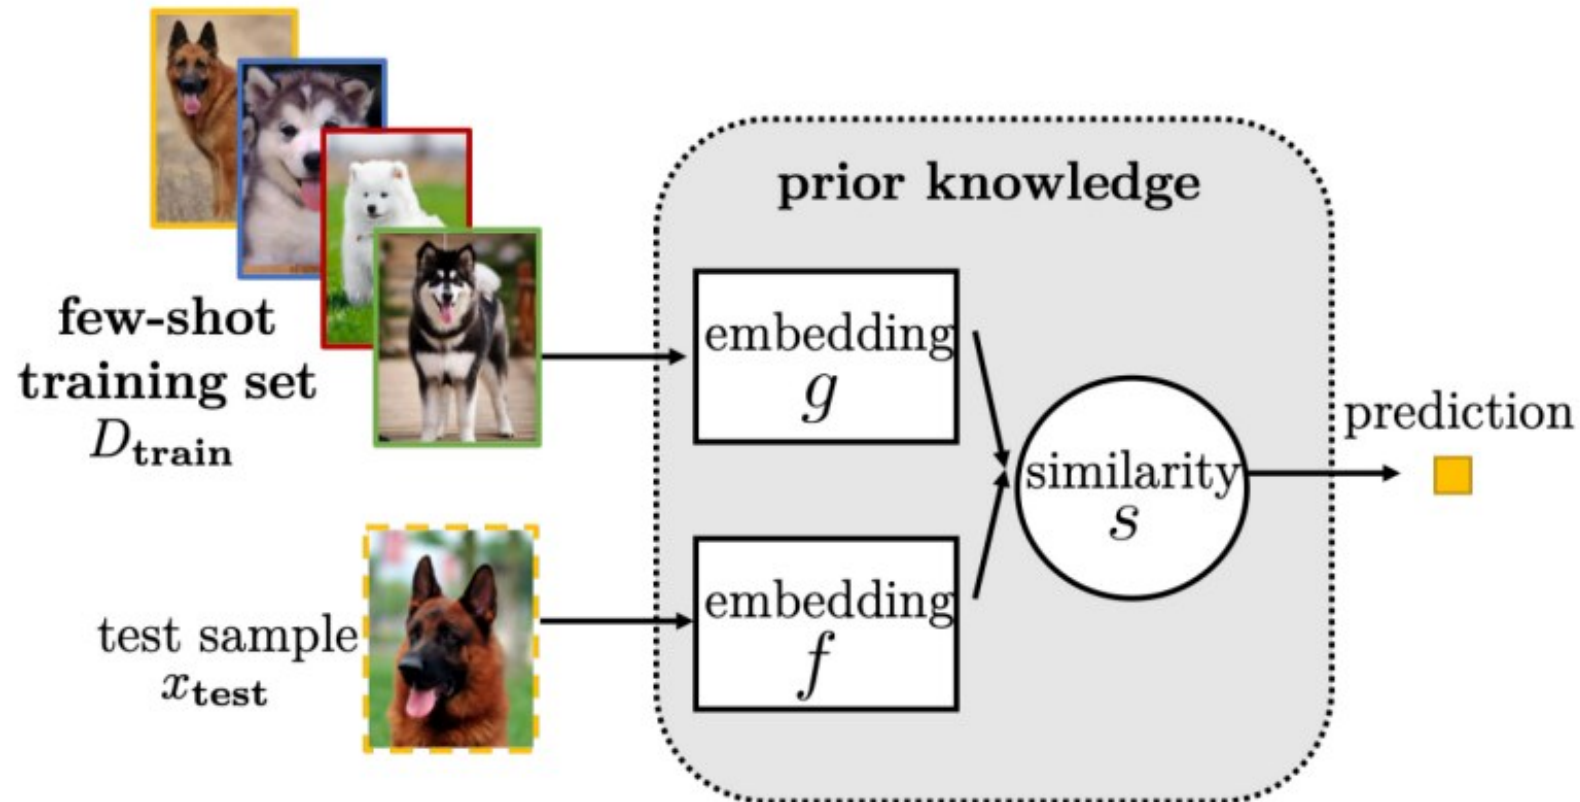 prior knowledge
few-shot
training set
D_train
embedding
g
similarity
s
prediction
test sample
x_test
embedding
f